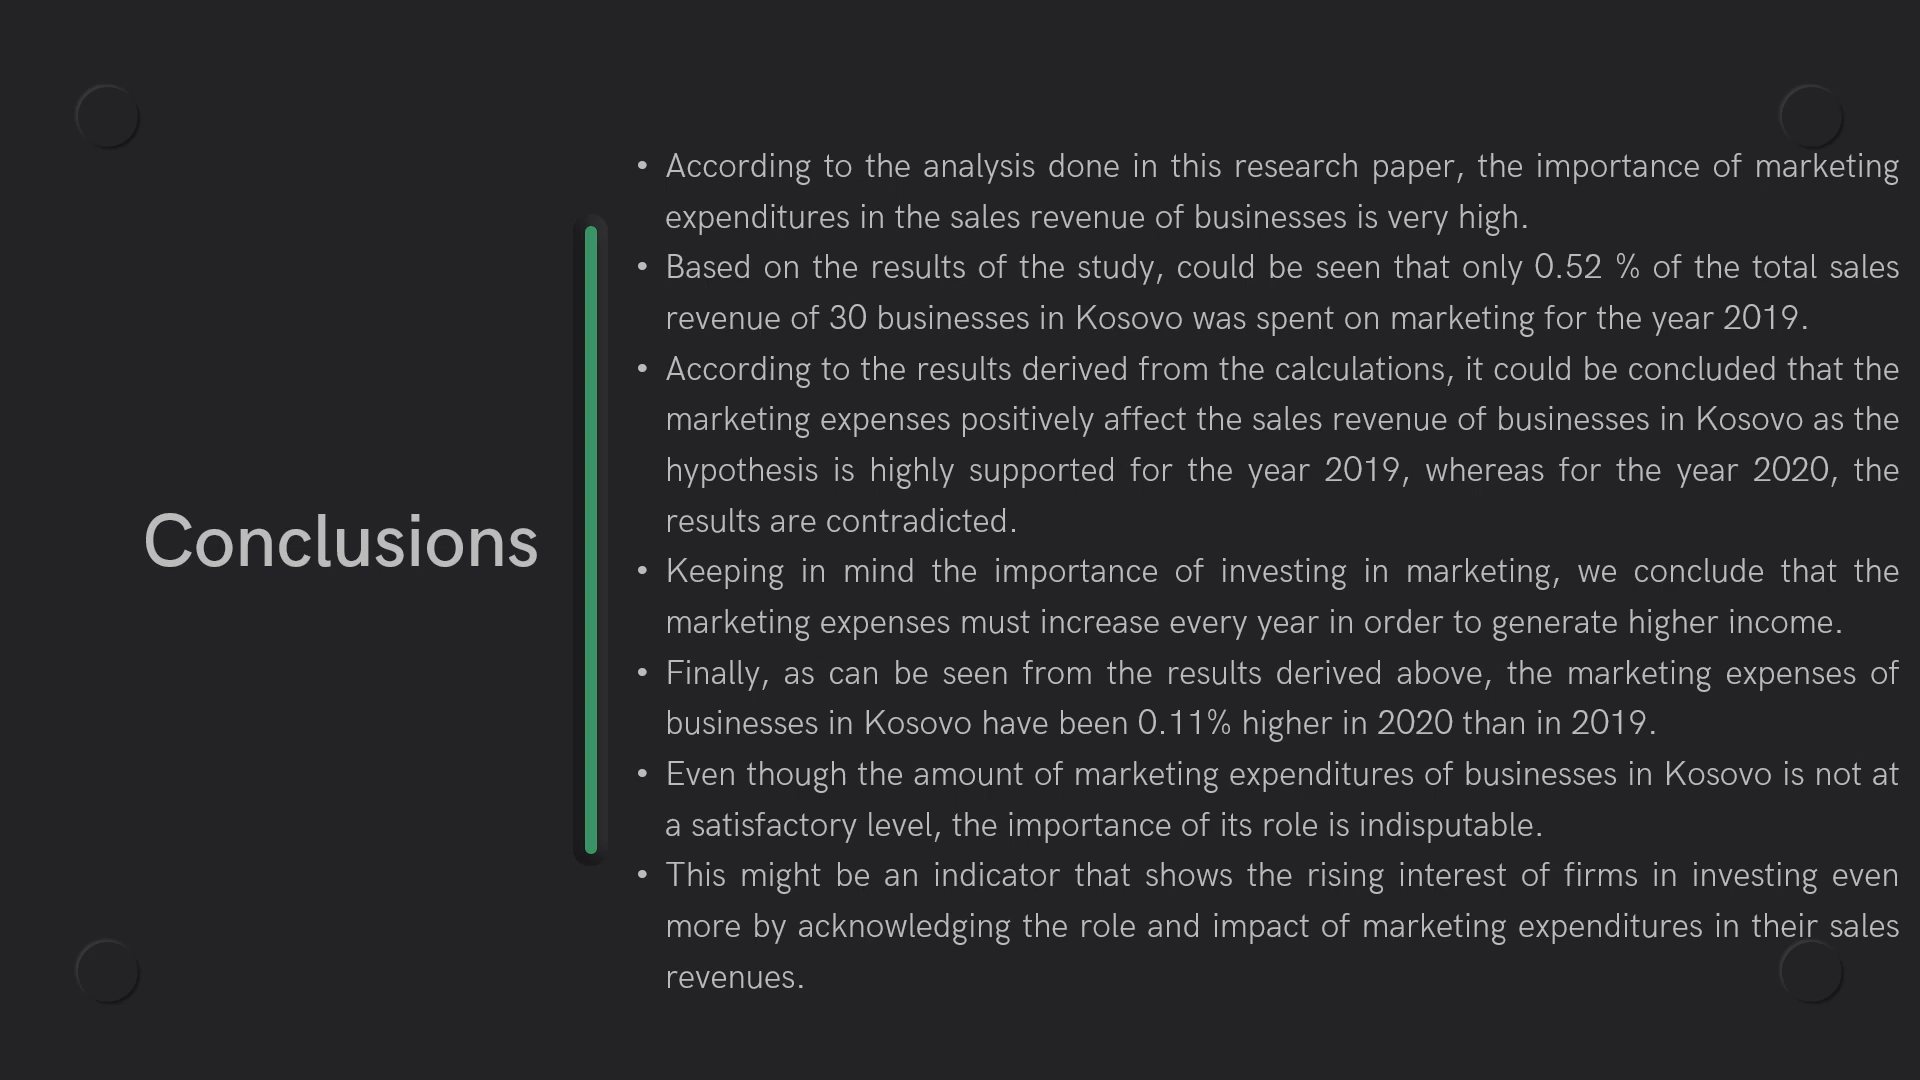 Conclusions
• According to the analysis done in this research paper, the importance of marketing
expenditures in the sales revenue of businesses is very high.
• Based on the results of the study, could be seen that only 0.52 % of the total sales
revenue of 30 businesses in Kosovo was spent on marketing for the year 2019.
• According to the results derived from the calculations, it could be concluded that the
marketing expenses positively affect the sales revenue of businesses in Kosovo as the
hypothesis is highly supported for the year 2019, whereas for the year 2020, the
results are contradicted.
• Keeping in mind the importance of investing in marketing, we conclude that the
marketing expenses must increase every year in order to generate higher income.
• Finally, as can be seen from the results derived above, the marketing expenses of
businesses in Kosovo have been 0.11% higher in 2020 than in 2019.
• Even though the amount of marketing expenditures of businesses in Kosovo is not at
a satisfactory level, the importance of its role is indisputable.
• This might be an indicator that shows the rising interest of firms in investing even
more by acknowledging the role and impact of marketing expenditures in their sales
revenues.